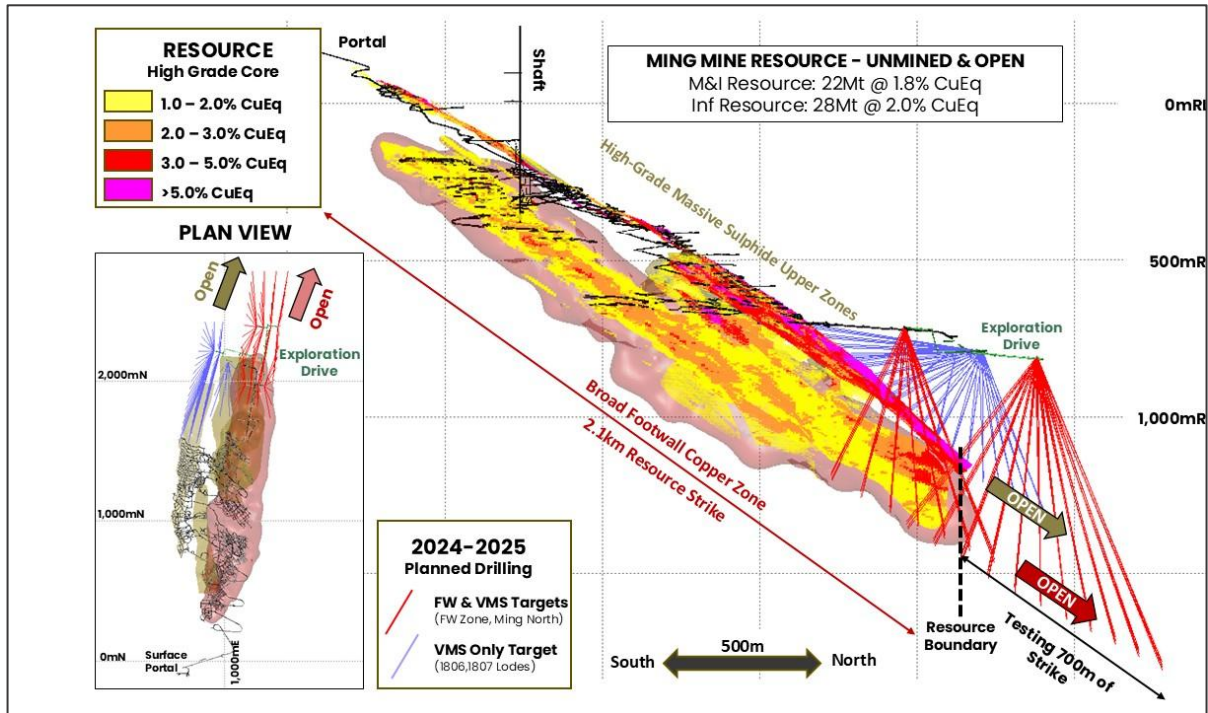 RESOURCE
High Grade Core
1.0 – 2.0% CuEq
2.0 – 3.0% CuEq
3.0 – 5.0% CuEq
>5.0% CuEq
Portal
Shaft
MING MINE RESOURCE - UNMINED & OPEN
M&I Resource: 22Mt @ 1.8% CuEq
Inf Resource: 28Mt @ 2.0% CuEq
0mRl
High-Grade Massive Sulphide Upper Zones
500mR
Exploration
Drive
1,000mR
Broad Footwall Copper Zone
2.1km Resource Strike
OPEN
OPEN
Resource
Boundary
Testing 700m of
Strike
South
500m
North
PLAN VIEW
Open
Open
Exploration
Drive
2,000mN
1,000mN
0mN
Surface
Portal
1,000mE
2024-2025
Planned Drilling
FW & VMS Targets
(FW Zone, Ming North)
VMS Only Target
(1806,1807 Lodes)